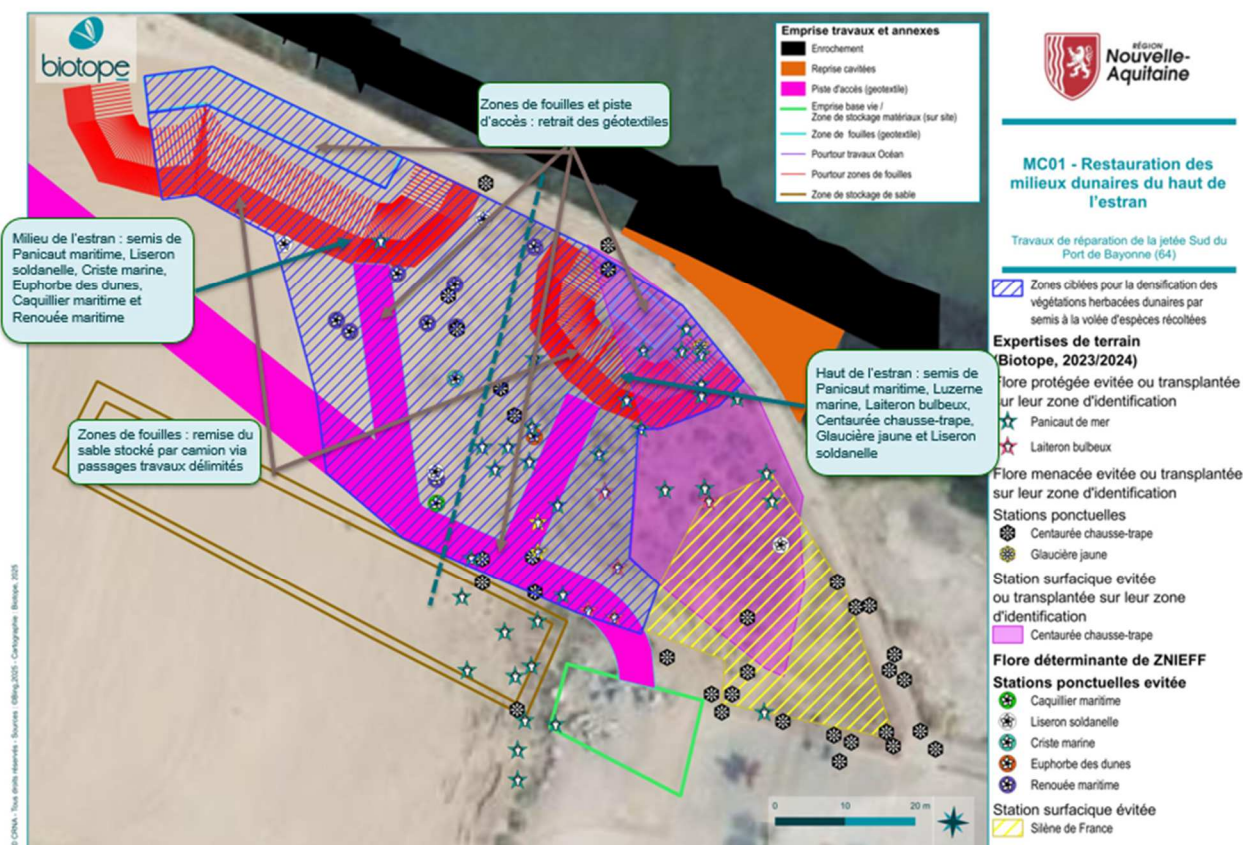 biotope
Zones de fouilles et piste
d'accès : retrait des géotextiles
Milieu de l'estran : semis de
Panicaut maritime, Liseron
soldanelle, Criste marine,
Euphorbe des dunes,
Caquillier maritime et
Renouée maritime
Zones de fouilles : remise du
sable stocké par camion via
passages travaux délimités
Haut de l'estran : semis de
Panicaut maritime, Luzerne
marine, Laiteron bulbeux,
Centaurée chausse-trape,
Glaucière jaune et Liseron
soldanelle
Emprise travaux et annexes
Enrochement
Reprise cavitées
Piste d'accès (geotextile)
Emprise base vie /
Zone de stockage matériaux (sur site)
Zone de fouilles (geotextile)
Pourtour travaux Océan
Pourtour zones de fouilles
Zone de stockage de sable
0 10 20 m
© CRNA - Tous droits réservés - Sources : ©Bing,2025 - Cartographie : Biotope, 2025
RÉGION
Nouvelle-
Aquitaine
MC01 - Restauration des
milieux dunaires du haut de
l'estran
Travaux de réparation de la jetée Sud du
Port de Bayonne (64)
Zones ciblées pour la densification des
végétations herbacées dunaires par
semis à la volée d'espèces récoltées
Expertises de terrain
(Biotope, 2023/2024)
Flore protégée evitée ou transplantée
sur leur zone d'identification
Panicaut de mer
Laiteron bulbeux
Flore menacée evitée ou transplantée
sur leur zone d'identification
Stations ponctuelles
Centaurée chausse-trape
Glaucière jaune
Station surfacique evitée
ou transplantée sur leur zone
d'identification
Centaurée chausse-trape
Flore déterminante de ZNIEFF
Stations ponctuelles evitée
Caquillier maritime
Liseron soldanelle
Criste marine
Euphorbe des dunes
Renouée maritime
Station surfacique évitée
Silène de France